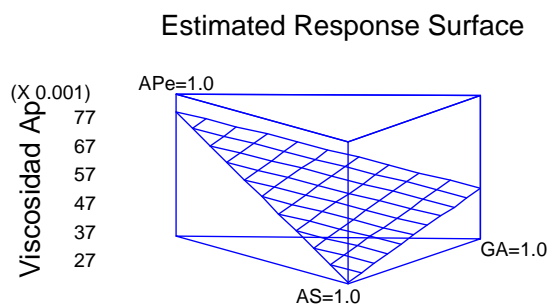 Estimated Response Surface
APe=1.0
(X 0.001)
Viscosidad Ap
77
67
57
47
37
27
GA=1.0
AS=1.0